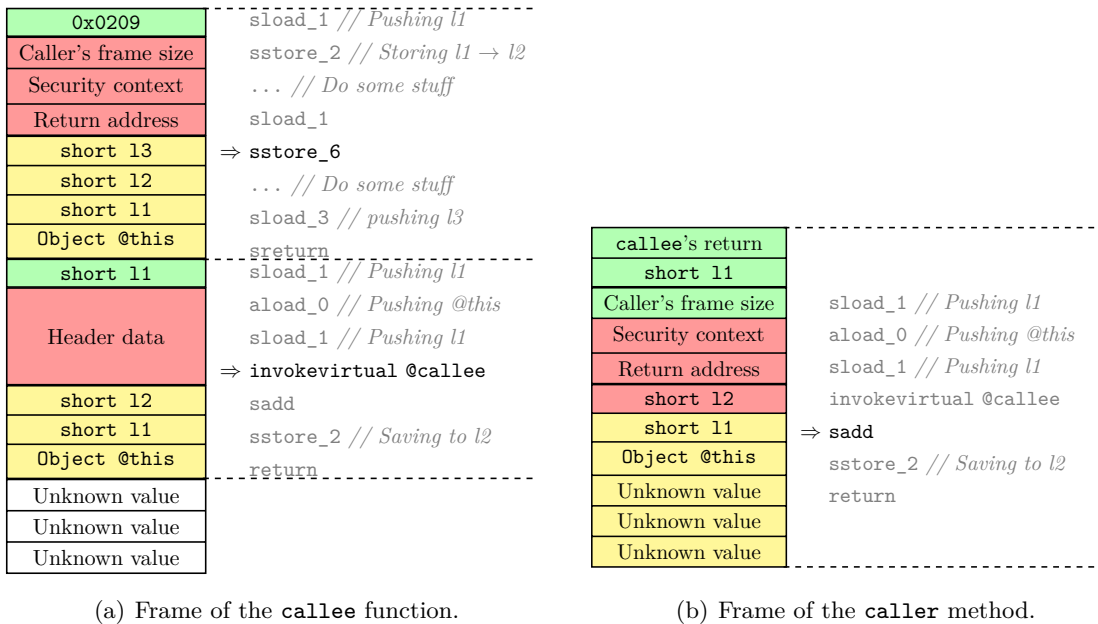 0x0209
Caller's frame size
Security context
Return address
short l3
short l2
short l1
Object @this
short l1
Header data
short l2
short l1
Object @this
Unknown value
Unknown value
Unknown value
sload_1 // Pushing l1
sstore_2 // Storing l1 → l2
... // Do some stuff
sload_1
⇒ sstore_6
... // Do some stuff
sload_3 // pushing l3
sreturn
sload_1 // Pushing l1
aload_0 // Pushing @this
sload_1 // Pushing l1
⇒ invokevirtual @callee
sadd
sstore_2 // Saving to l2
return
(a) Frame of the callee function.
callee's return
short l1
Caller's frame size
Security context
Return address
short l2
short l1
Object @this
Unknown value
Unknown value
Unknown value
sload_1 // Pushing l1
aload_0 // Pushing @this
sload_1 // Pushing l1
invokevirtual @callee
⇒ sadd
sstore_2 // Saving to l2
return
(b) Frame of the caller method.